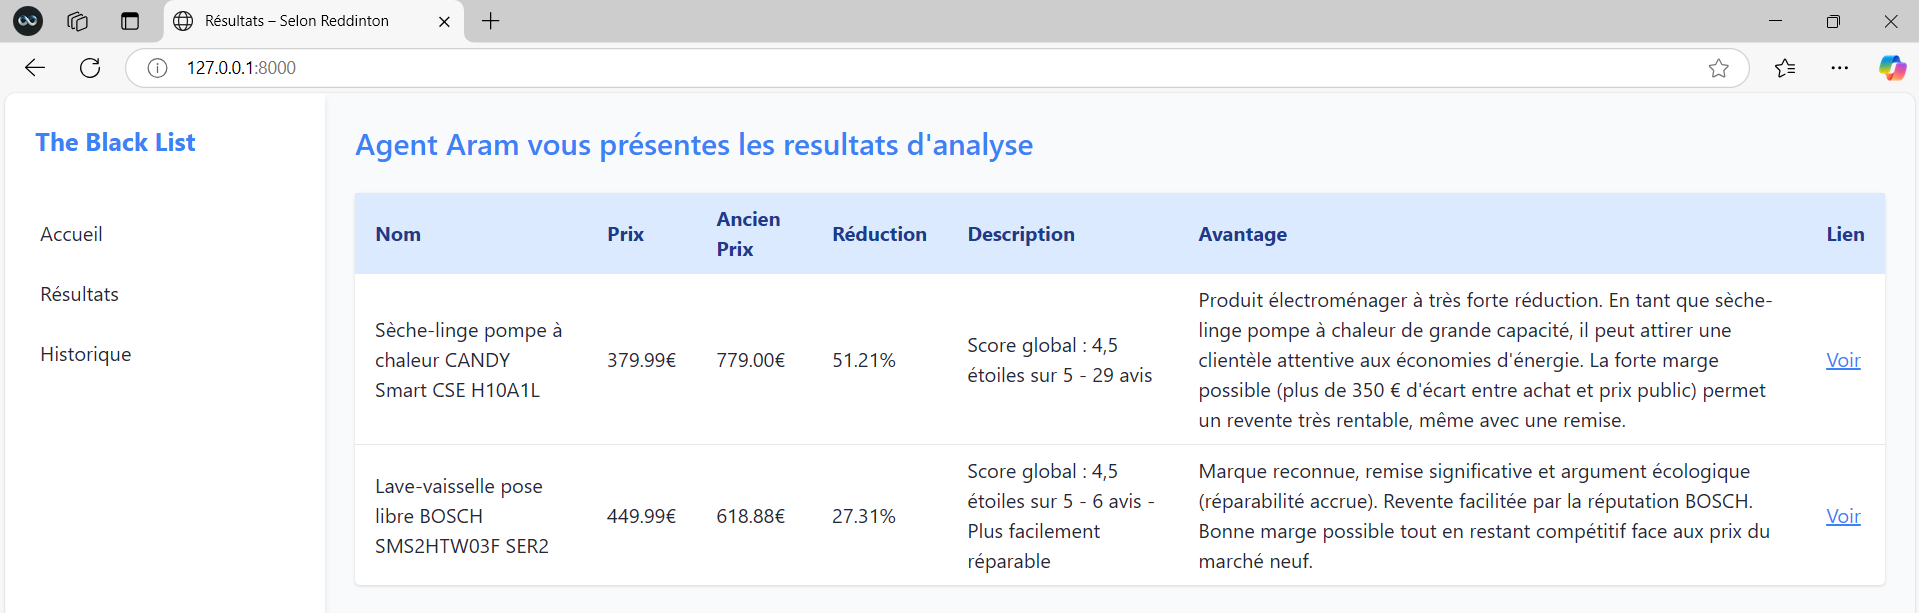 Résultats – Selon Reddinton
127.0.0.1:8000
The Black List
Accueil
Résultats
Historique
Agent Aram vous présentes les resultats d'analyse
Nom
Prix
Ancien
Prix
Réduction
Description
Avantage
Lien
Sèche-linge pompe à
chaleur CANDY
Smart CSE H10A1L
379.99€
779.00€
51.21%
Score global : 4,5
étoiles sur 5 - 29 avis
Produit électroménager à très forte réduction. En tant que sèche-
linge pompe à chaleur de grande capacité, il peut attirer une
clientèle attentive aux économies d'énergie. La forte marge
possible (plus de 350 € d'écart entre achat et prix public) permet
un revente très rentable, même avec une remise.
Voir
Lave-vaisselle pose
libre BOSCH
SMS2HTW03F SER2
449.99€
618.88€
27.31%
Score global : 4,5
étoiles sur 5 - 6 avis -
Plus facilement
réparable
Marque reconnue, remise significative et argument écologique
(réparabilité accrue). Revente facilitée par la réputation BOSCH.
Bonne marge possible tout en restant compétitif face aux prix du
marché neuf.
Voir